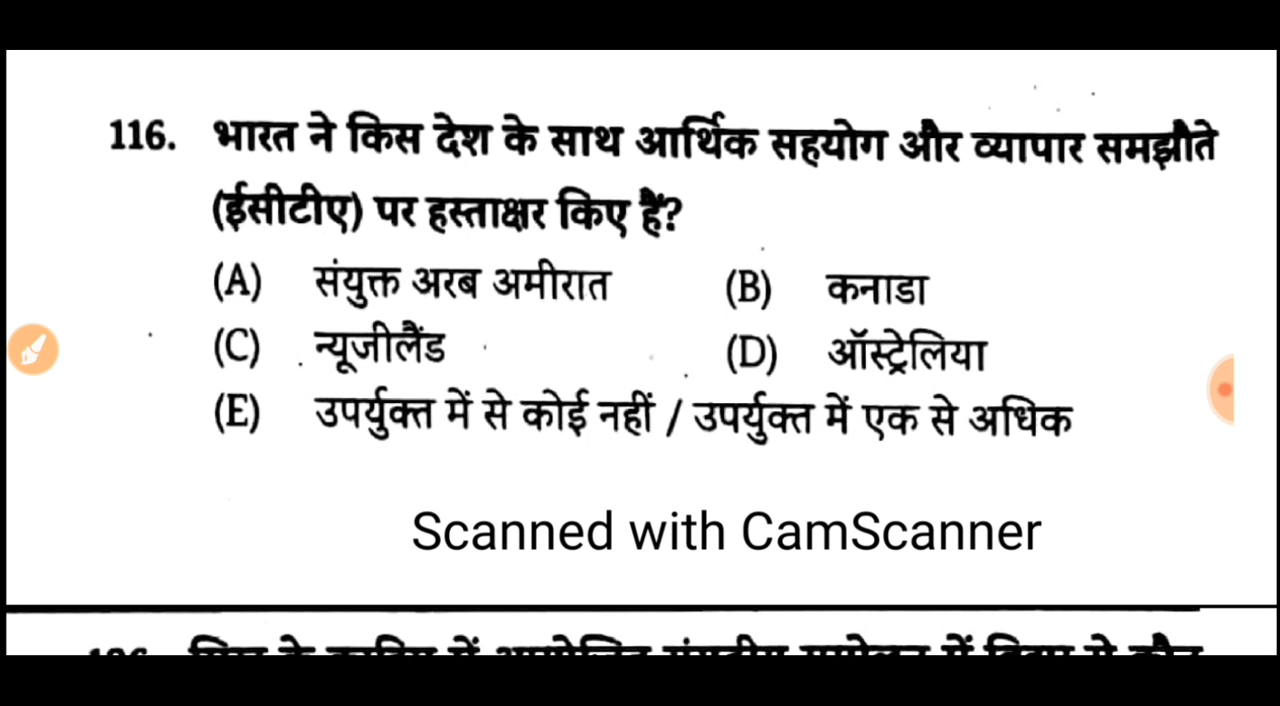 116. भारत ने किस देश के साथ आर्थिक सहयोग और व्यापार समझौते
(ईसीटीए) पर हस्ताक्षर किए हैं?
(A) संयुक्त अरब अमीरात (B) कनाडा
(C) न्यूजीलैंड (D) ऑस्ट्रेलिया
(E) उपर्युक्त में से कोई नहीं / उपर्युक्त में एक से अधिक
Scanned with CamScanner